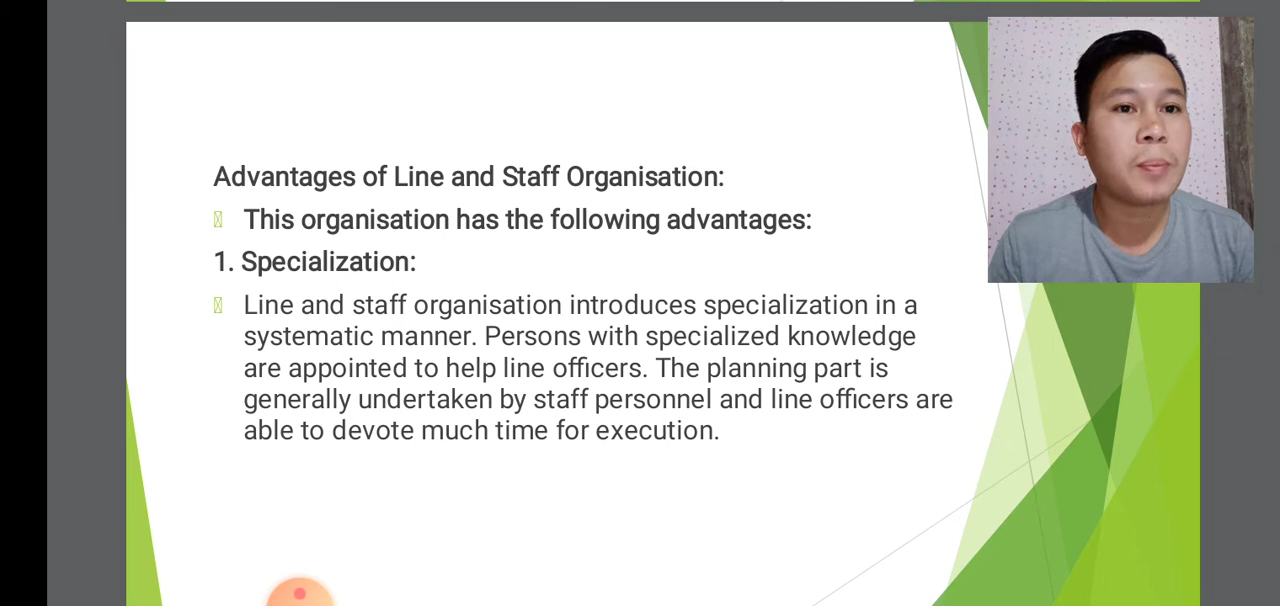 Advantages of Line and Staff Organisation:
This organisation has the following advantages:
1. Specialization:
Line and staff organisation introduces specialization in a
systematic manner. Persons with specialized knowledge
are appointed to help line officers. The planning part is
generally undertaken by staff personnel and line officers are
able to devote much time for execution.